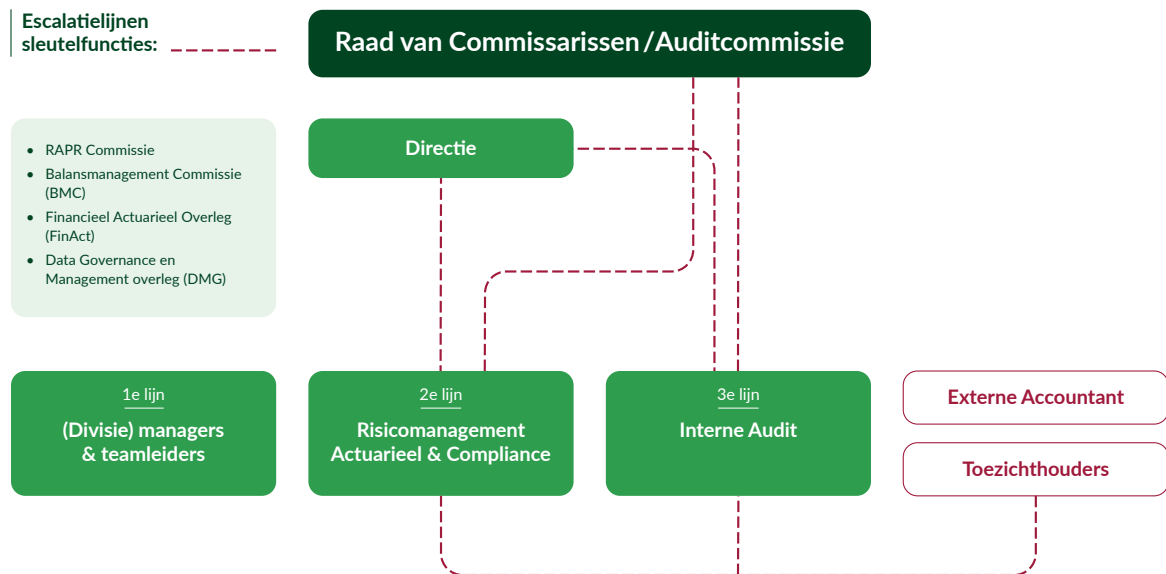 Escalatielijnen
sleutelfuncties:
Raad van Commissarissen / Auditcommissie
• RAPR Commissie
• Balansmanagement Commissie
(BMC)
• Financieel Actuarieel Overleg
(FinAct)
• Data Governance en
Management overleg (DMG)
Directie
1e lijn
(Divisie) managers
& teamleiders
2e lijn
Risicomanagement
Actuarieel & Compliance
3e lijn
Interne Audit
Externe Accountant
Toezichthouders